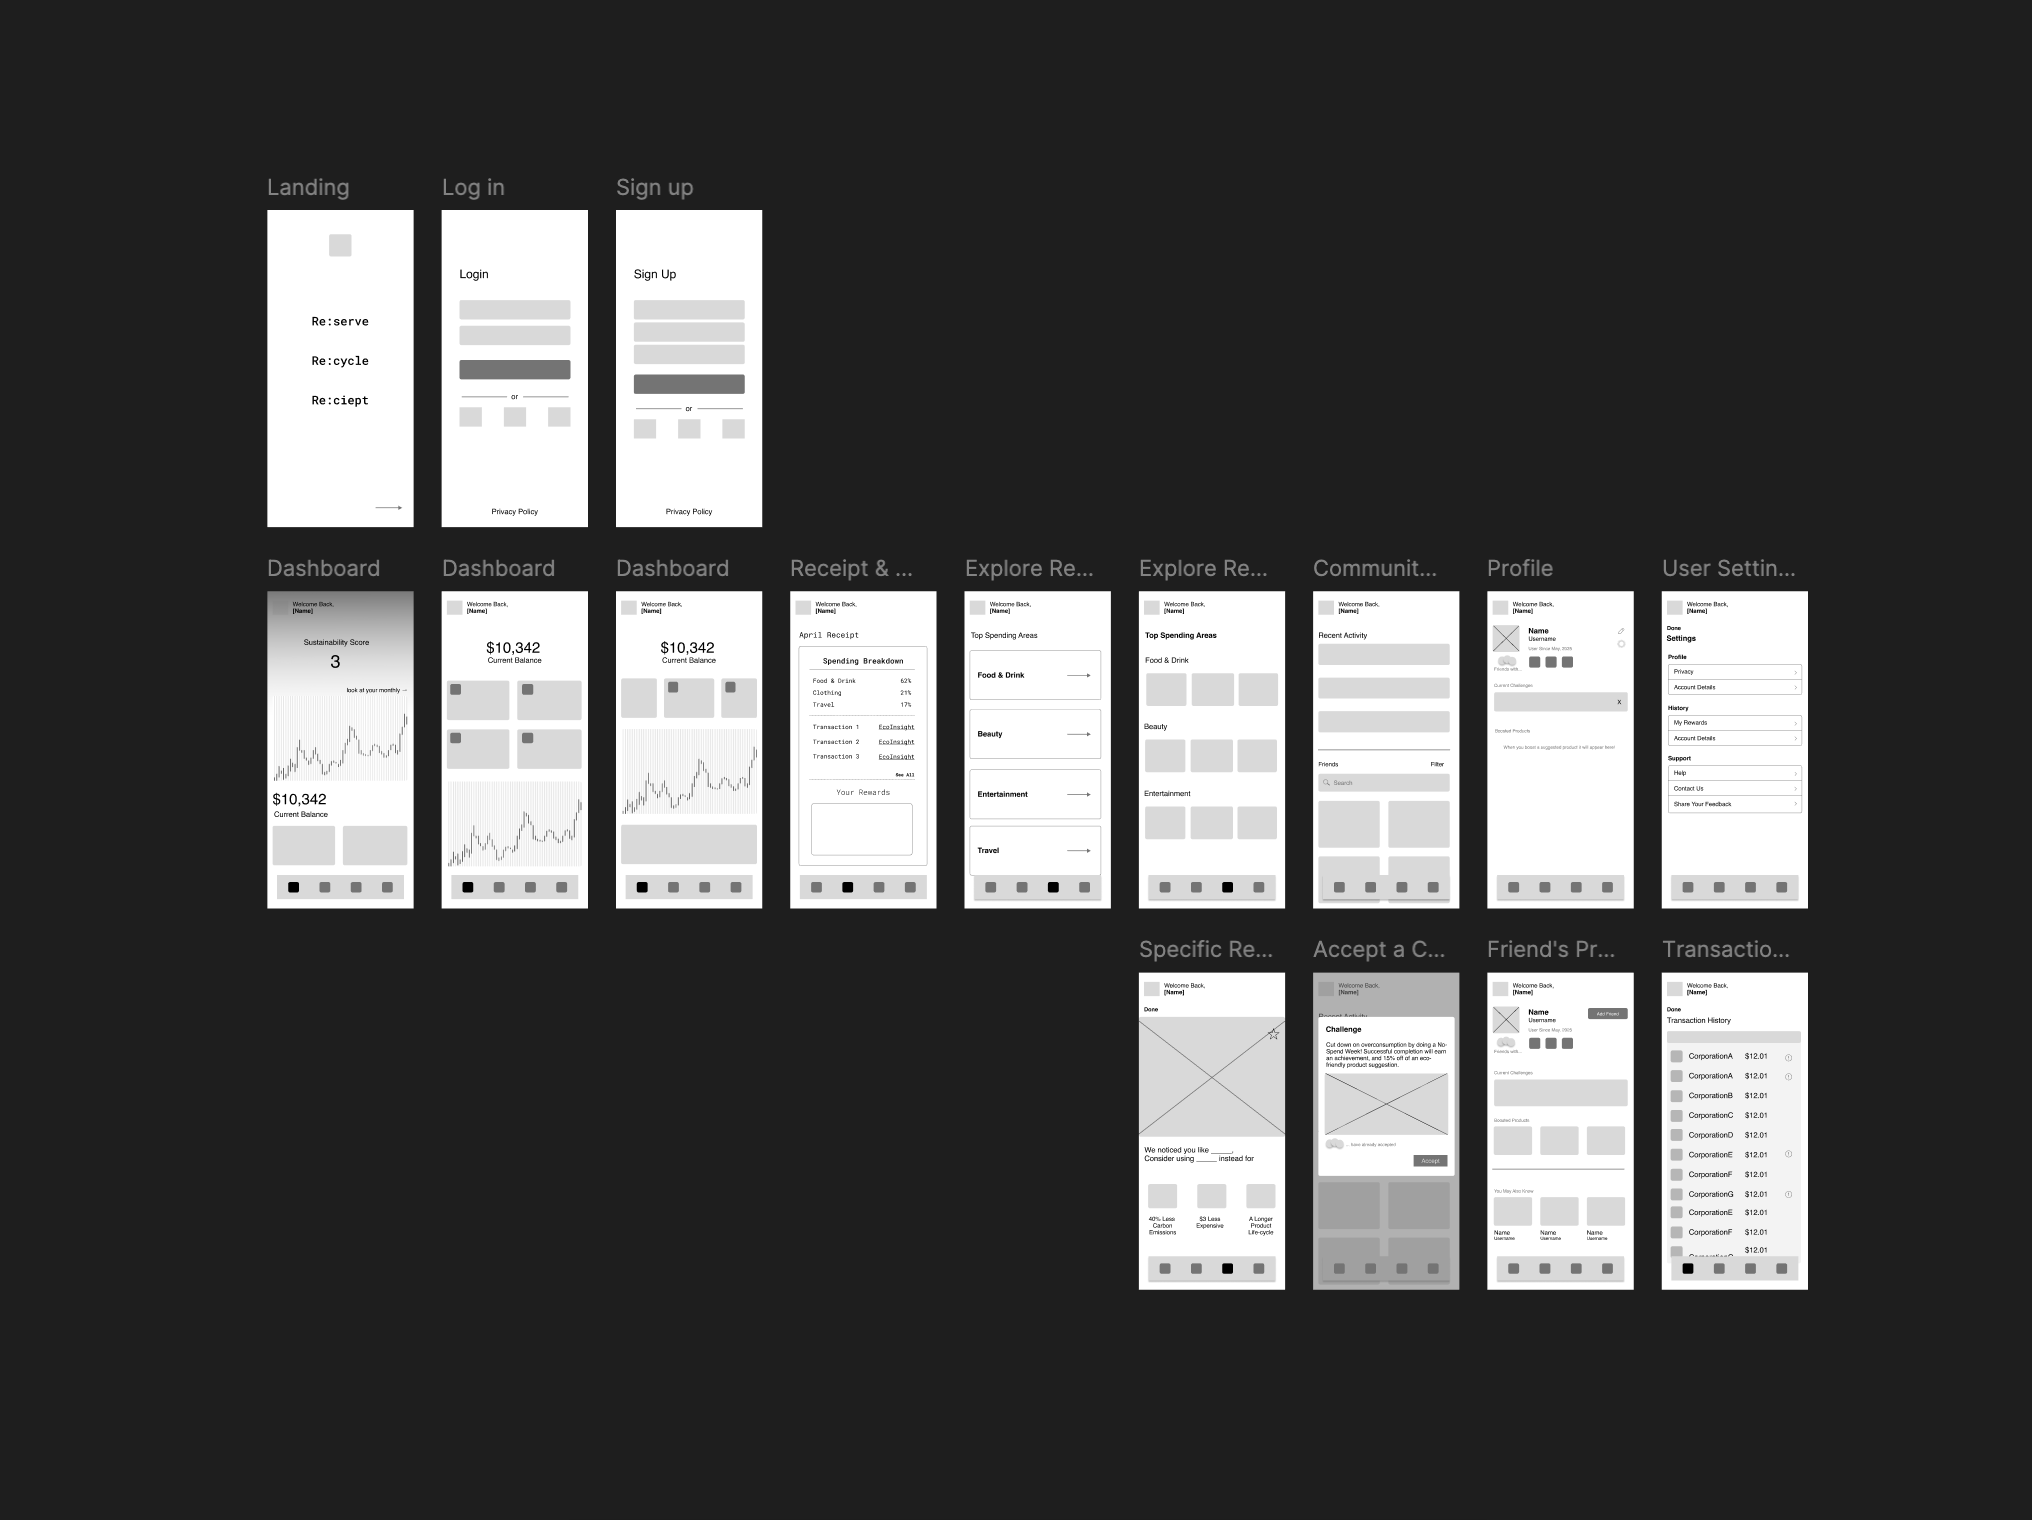 Landing
Log in
Sign up
Re:serve
Re:cycle
Re:ciept
Login
or
Privacy Policy
Sign Up
or
Privacy Policy
Dashboard
Dashboard
Dashboard
Receipt & ...
Explore Re...
Explore Re...
Communit...
Profile
User Settin...
Welcome Back,
[Name]
Sustainability Score
3
look at your monthly →
$10,342
Current Balance
Welcome Back,
[Name]
$10,342
Current Balance
Welcome Back,
[Name]
$10,342
Current Balance
Welcome Back,
[Name]
April Receipt
Spending Breakdown
Food & Drink 62%
Clothing 21%
Travel 17%
Transaction 1 EcoInsight
Transaction 2 EcoInsight
Transaction 3 EcoInsight
See All
Your Rewards
Welcome Back,
[Name]
Top Spending Areas
Food & Drink
Beauty
Entertainment
Travel
Welcome Back,
[Name]
Top Spending Areas
Food & Drink
Beauty
Entertainment
Welcome Back,
[Name]
Recent Activity
Friends Filter
Search
Welcome Back,
[Name]
Name
Username
User Since May, 2025
Friends with...
Current Challenges
X
Boosted Products
When you boost a suggested product it will appear here!
Welcome Back,
[Name]
Done
Settings
Profile
Privacy
Account Details
History
My Rewards
Account Details
Support
Help
Contact Us
Share Your Feedback
Specific Re...
Accept a C...
Friend's Pr...
Transactio...
Welcome Back,
[Name]
Done
We noticed you like _____,
Consider using _____ instead for
40% Less
Carbon
Emissions
$3 Less
Expensive
A Longer
Product
Life-cycle
Welcome Back,
[Name]
Recent Activity
Challenge
Cut down on overconsumption by doing a No-
Spend Week! Successful completion will earn
an achievement, and 15% off of an eco-
friendly product suggestion.
... have already accepted
Accept
Welcome Back,
[Name]
Name
Username
User Since May, 2025
Add Friend
Friends with...
Current Challenges
Boosted Products
You May Also Know
Name
Username
Name
Username
Name
Username
Welcome Back,
[Name]
Done
Transaction History
CorporationA $12.01
CorporationA $12.01
CorporationB $12.01
CorporationC $12.01
CorporationD $12.01
CorporationE $12.01
CorporationF $12.01
CorporationG $12.01
CorporationE $12.01
CorporationF $12.01
$12.01